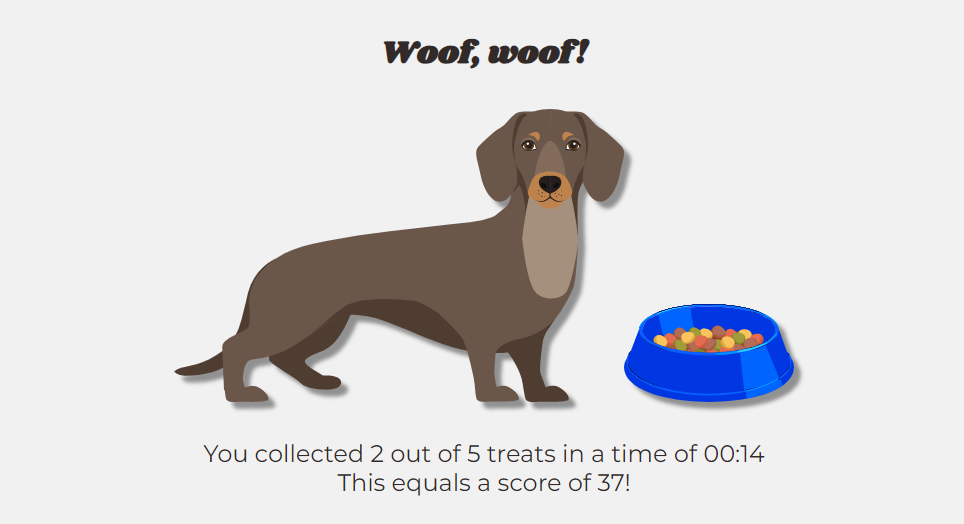 Woof, woof!
You collected 2 out of 5 treats in a time of 00:14
This equals a score of 37!